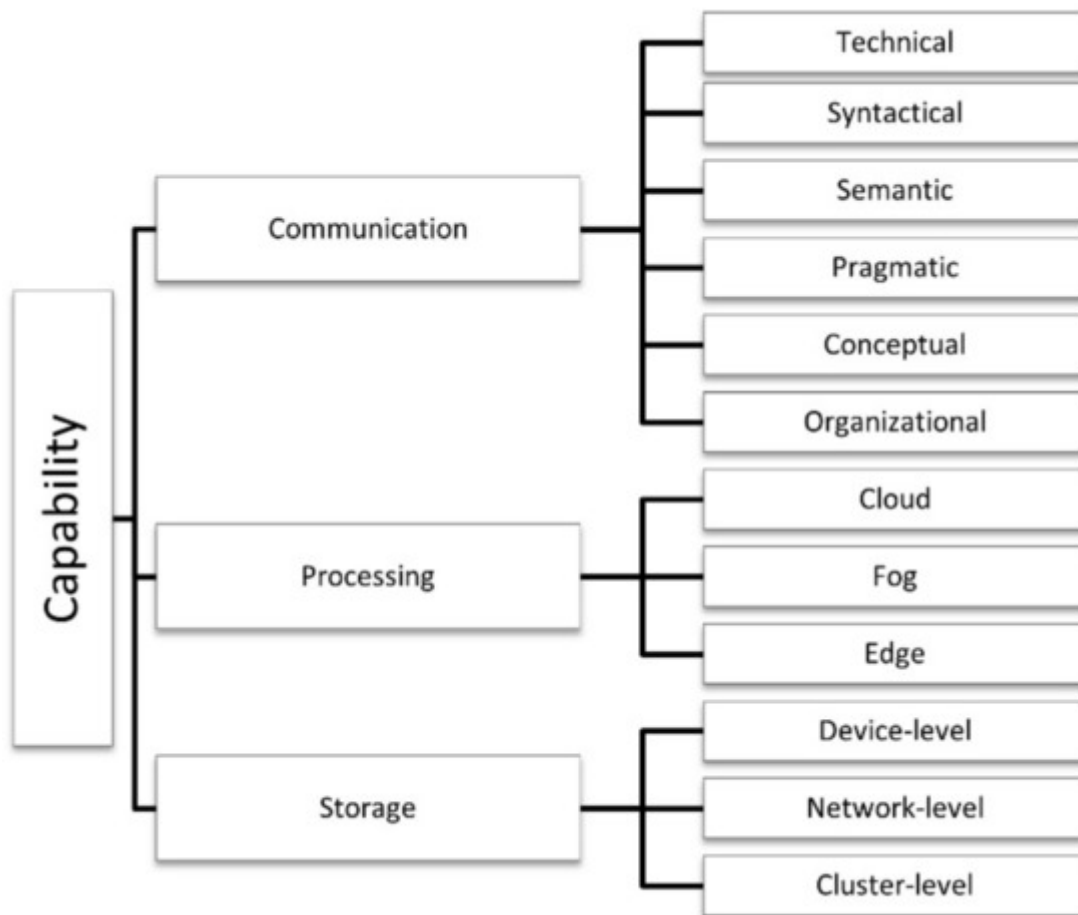 Capability
Communication
Technical
Syntactical
Semantic
Pragmatic
Conceptual
Organizational
Processing
Cloud
Fog
Edge
Storage
Device-level
Network-level
Cluster-level